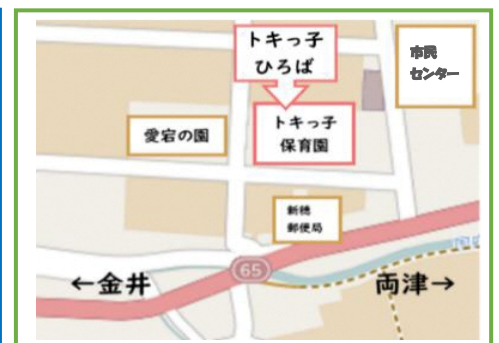 トキっ子
ひろば
市民
センター
愛宕の園
トキっ子
保育園
新穂
郵便局
65
←金井
両津→